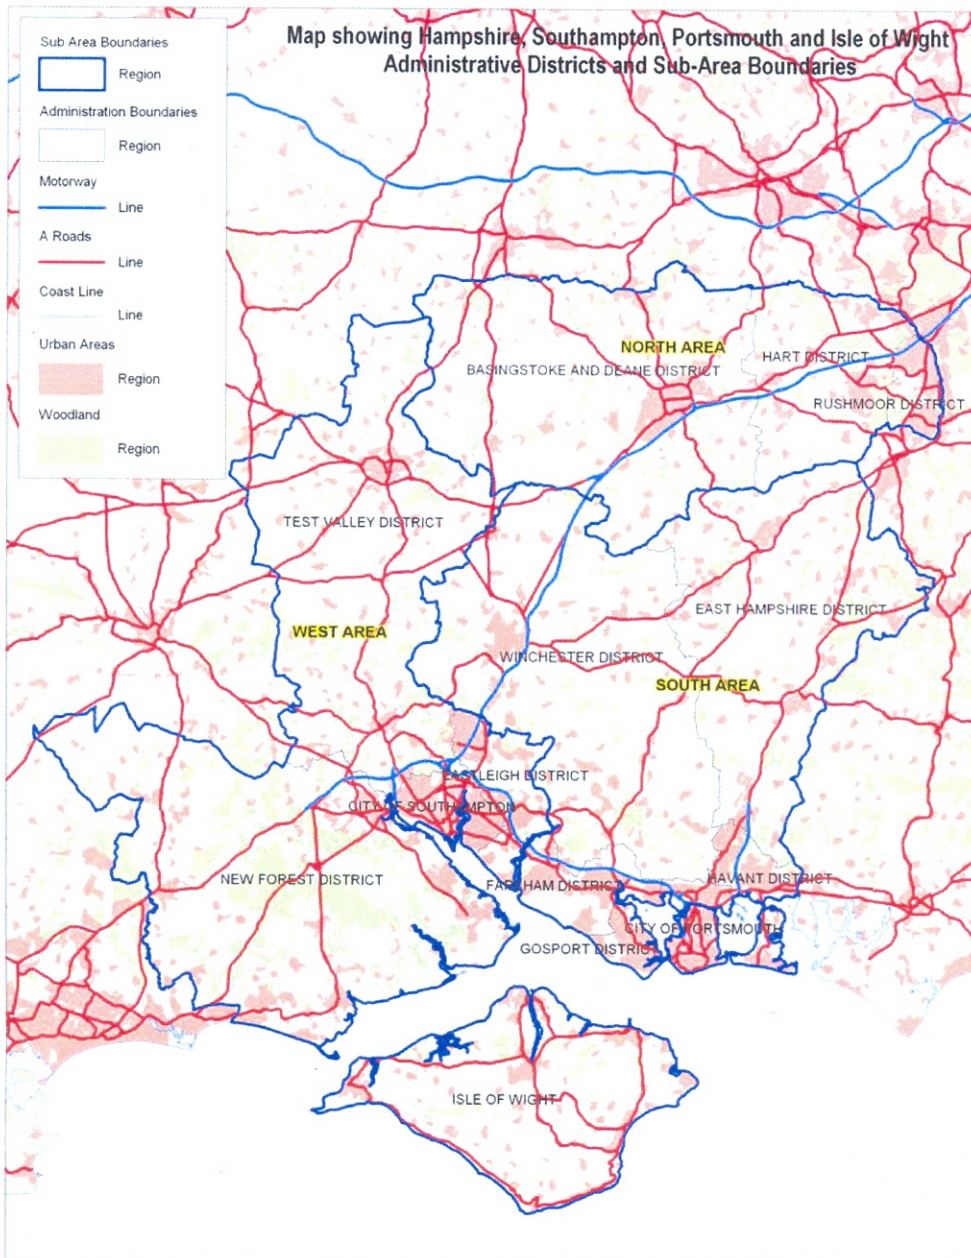 Map showing Hampshire, Southampton, Portsmouth and Isle of Wight
Administrative Districts and Sub-Area Boundaries
Sub Area Boundaries
Region
Administration Boundaries
Region
Motorway
Line
A Roads
Line
Coast Line
Line
Urban Areas
Region
Woodland
Region
NORTH AREA
BASINGSTOKE AND DEANE DISTRICT
HART DISTRICT
RUSHMOOR DISTRICT
TEST VALLEY DISTRICT
EAST HAMPSHIRE DISTRICT
WEST AREA
WINCHESTER DISTRICT
SOUTH AREA
EASTLEIGH DISTRICT
CITY OF SOUTHAMPTON
NEW FOREST DISTRICT
FAREHAM DISTRICT
HAVANT DISTRICT
CITY OF PORTSMOUTH
GOSPORT DISTRICT
ISLE OF WIGHT